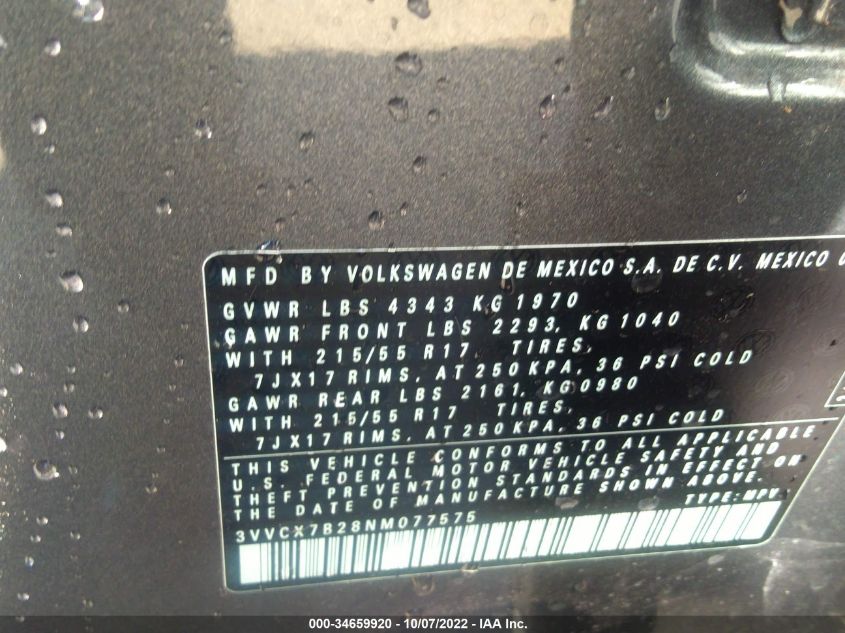 MFD BY VOLKSWAGEN DE MEXICO S.A. DE C.V. MEXICO
GVWR LBS 4343 KG 1970
GAWR FRONT LBS 2293, KG 1040
WITH 215/55 R17 TIRES,
7JX17 RIMS, AT 250 KPA, 36 PSI COLD
GAWR REAR LBS 2161, KG 0980
WITH 215/55 R17 TIRES,
7JX17 RIMS, AT 250 KPA, 36 PSI COLD
THIS VEHICLE CONFORMS TO ALL APPLICABLE
U.S. FEDERAL MOTOR VEHICLE SAFETY AND
THEFT PREVENTION STANDARDS IN EFFECT ON
THE DATE OF MANUFACTURE SHOWN ABOVE.
TYPE: MPV
3VVCX7B28NM077575
000-34659920 - 10/07/2022 - IAA Inc.